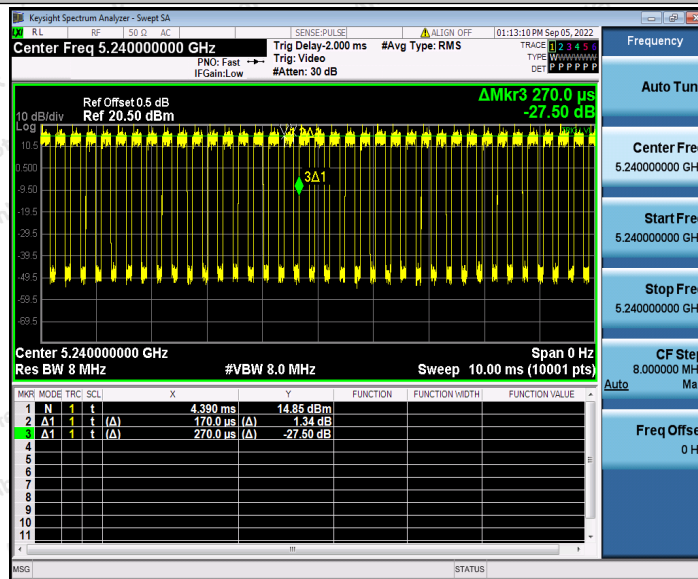 Keysight Spectrum Analyzer - Swept SA
LXI RL RF 50 Ω AC SENSE:PULSE ALIGN OFF 01:13:10 PM Sep 05, 2022
Center Freq 5.240000000 GHz
PNO: Fast
IFGain:Low
Trig Delay-2.000 ms
Trig: Video
#Atten: 30 dB
#Avg Type: RMS
TRACE 1 2 3 4 5 6
TYPE WWWWWW
DET P P P P P P
Frequency
Auto Tun
Center Fre
5.240000000 GH
Start Fre
5.240000000 GH
Stop Fre
5.240000000 GH
CF Step
8.000000 MH
Auto Ma
Freq Offse
0 H
ΔMkr3 270.0 µs
-27.50 dB
Ref Offset 0.5 dB
10 dB/div Ref 20.50 dBm
Log
10.5
0.500
-9.50
-19.5
-29.5
-39.5
-49.5
-59.5
-69.5
3Δ1
Center 5.240000000 GHz Span 0 Hz
Res BW 8 MHz #VBW 8.0 MHz Sweep 10.00 ms (10001 pts)
MKR MODE TRC SCL X Y FUNCTION FUNCTION WIDTH FUNCTION VALUE
1 N 1 t 4.390 ms 14.85 dBm
2 Δ1 1 t (Δ) 170.0 µs (Δ) 1.34 dB
3 Δ1 1 t (Δ) 270.0 µs (Δ) -27.50 dB
4
5
6
7
8
9
10
11
MSG STATUS